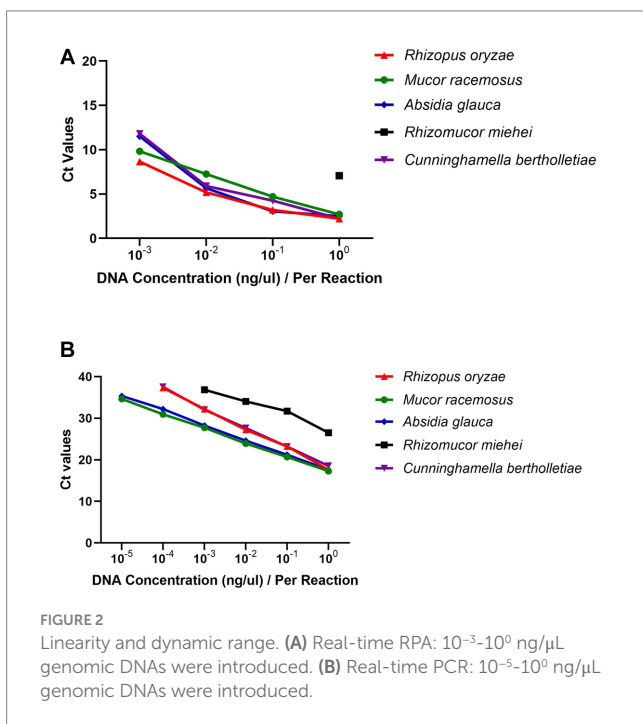 A
20
15
10
5
0
Ct Values
10⁻³ 10⁻² 10⁻¹ 10⁰
DNA Concentration (ng/ul) / Per Reaction
Rhizopus oryzae
Mucor racemosus
Absidia glauca
Rhizomucor miehei
Cunninghamella bertholletiae
B
40
30
20
10
0
Ct values
10⁻⁵ 10⁻⁴ 10⁻³ 10⁻² 10⁻¹ 10⁰
DNA Concentration (ng/ul) / Per Reaction
Rhizopus oryzae
Mucor racemosus
Absidia glauca
Rhizomucor miehei
Cunninghamella bertholletiae
FIGURE 2
Linearity and dynamic range. (A) Real-time RPA: 10⁻³-10⁰ ng/μL
genomic DNAs were introduced. (B) Real-time PCR: 10⁻⁵-10⁰ ng/μL
genomic DNAs were introduced.